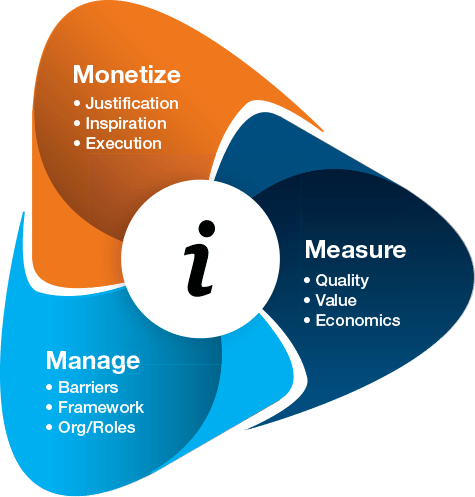 Monetize
• Justification
• Inspiration
• Execution
i
Measure
• Quality
• Value
• Economics
Manage
• Barriers
• Framework
• Org/Roles